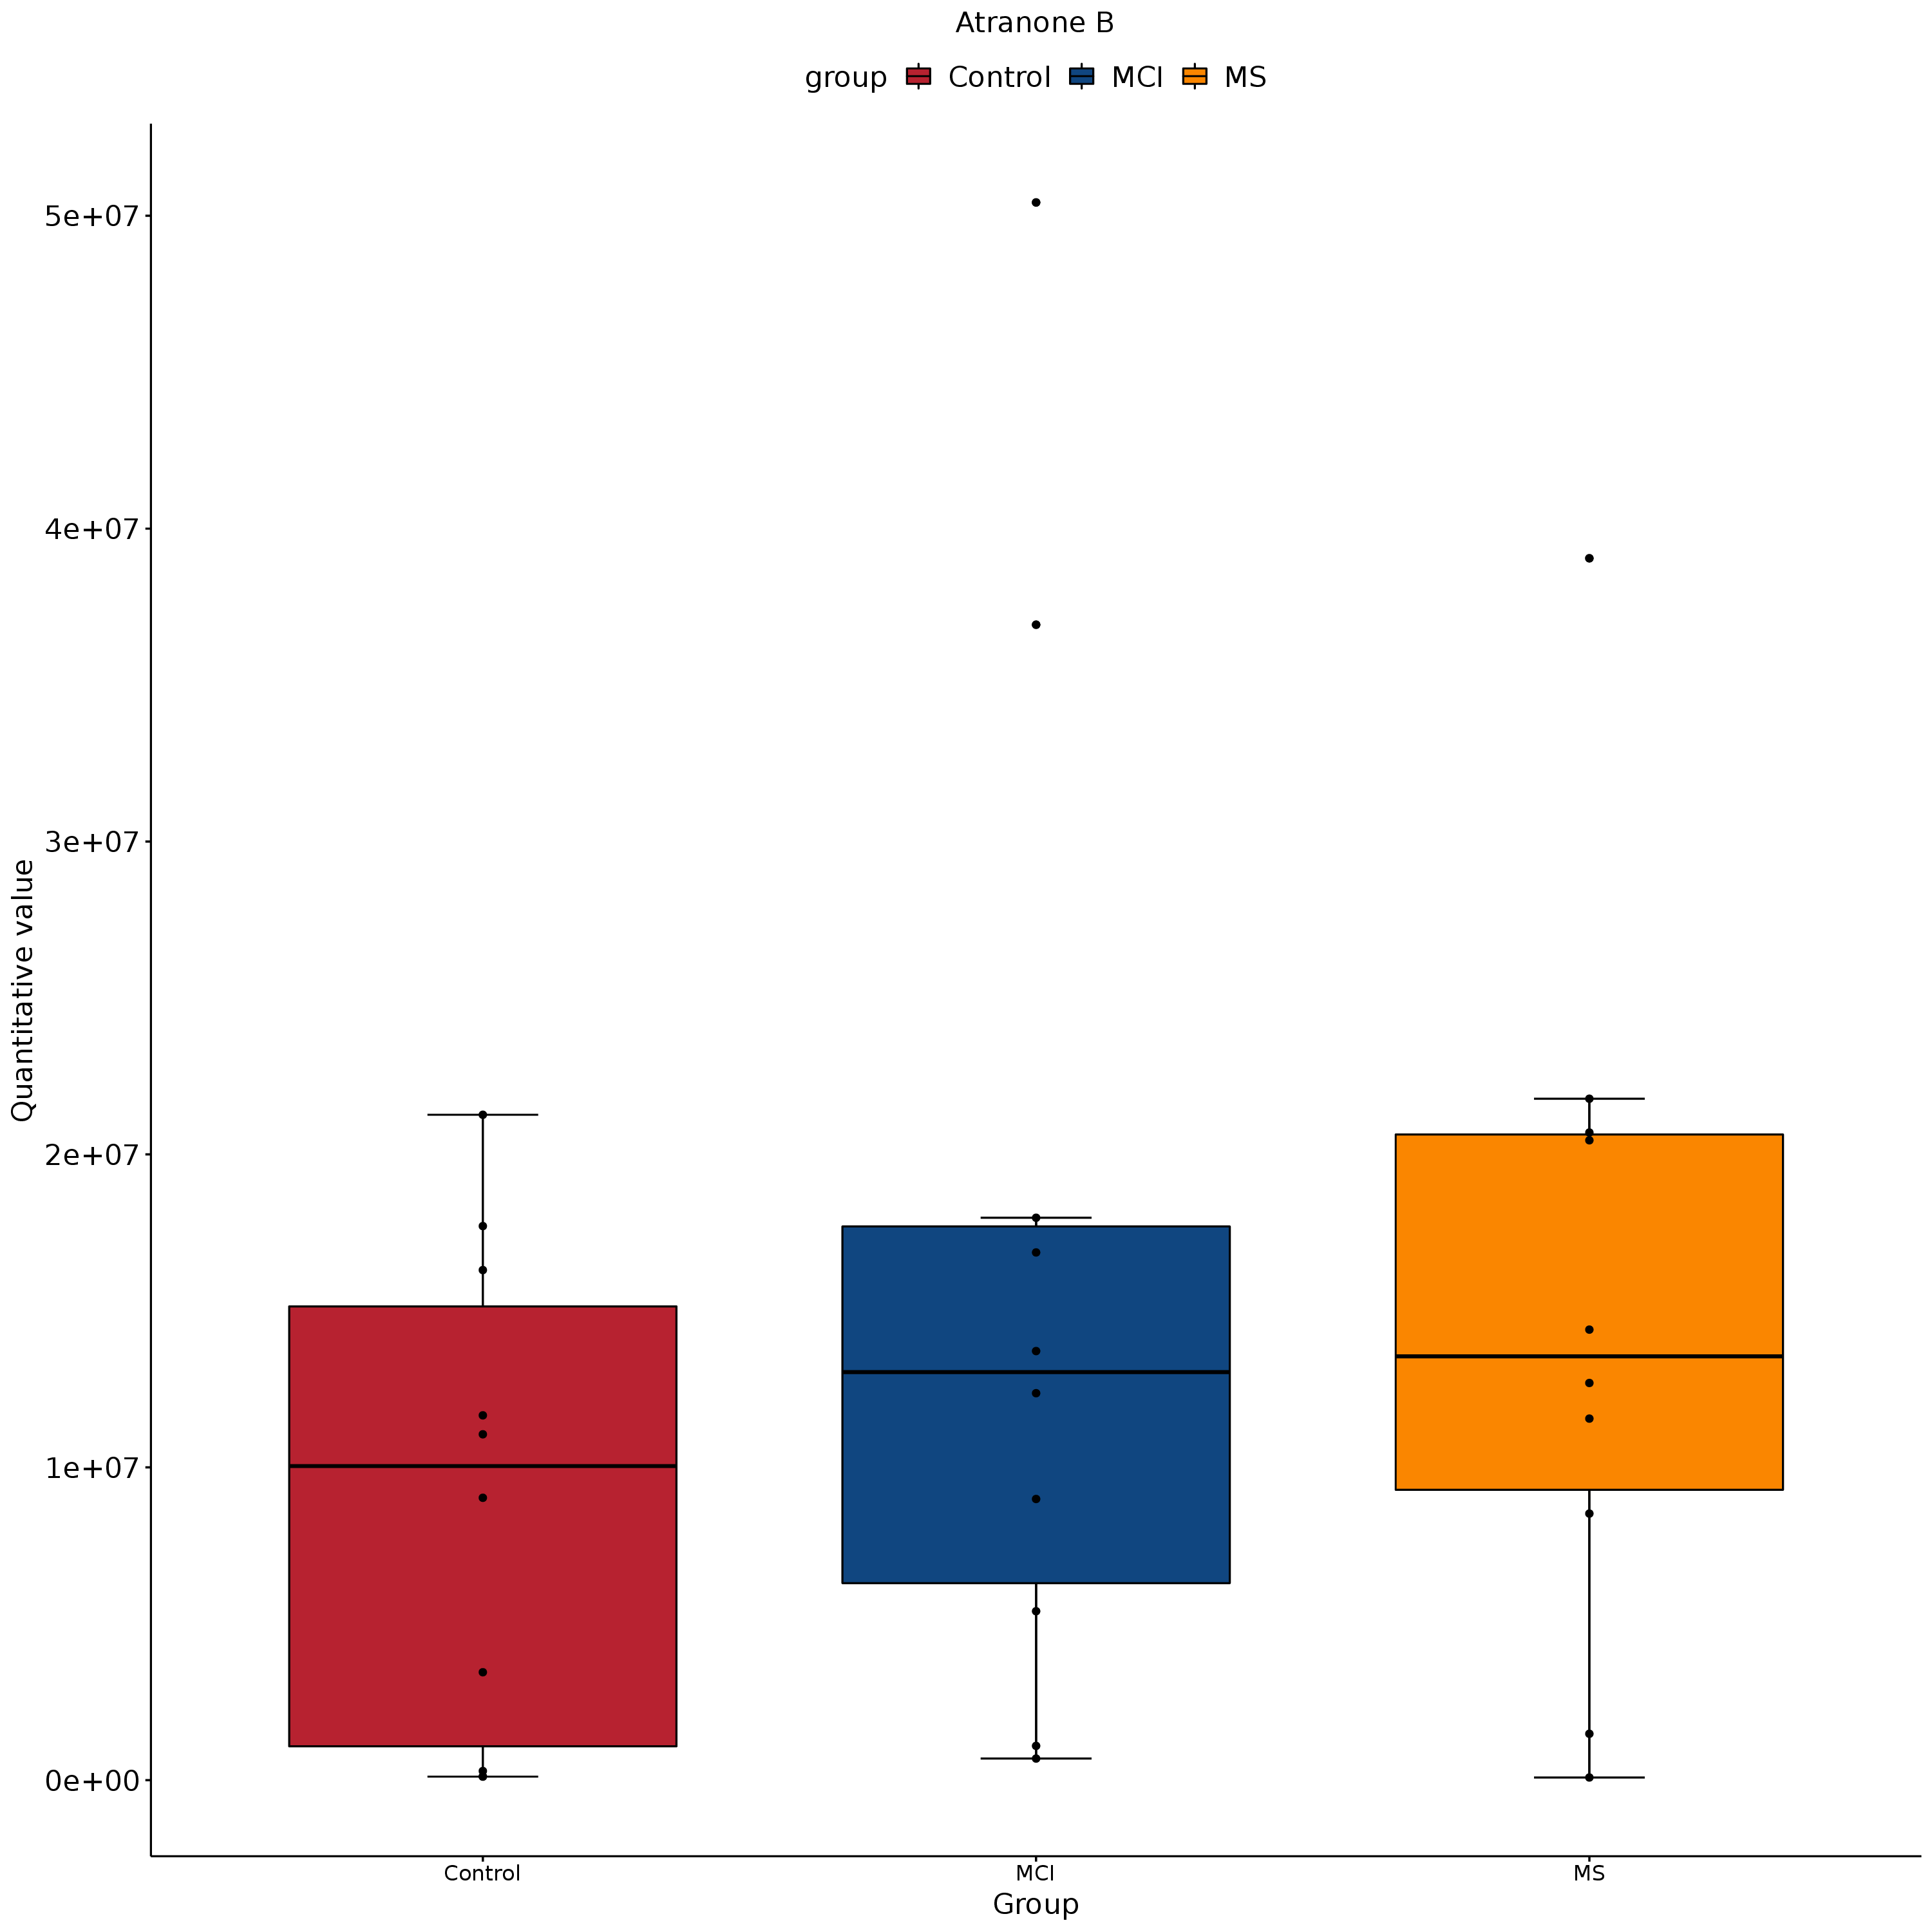 Atranone B
group Control MCI MS
Quantitative value
5e+07
4e+07
3e+07
2e+07
1e+07
0e+00
Control MCI MS
Group